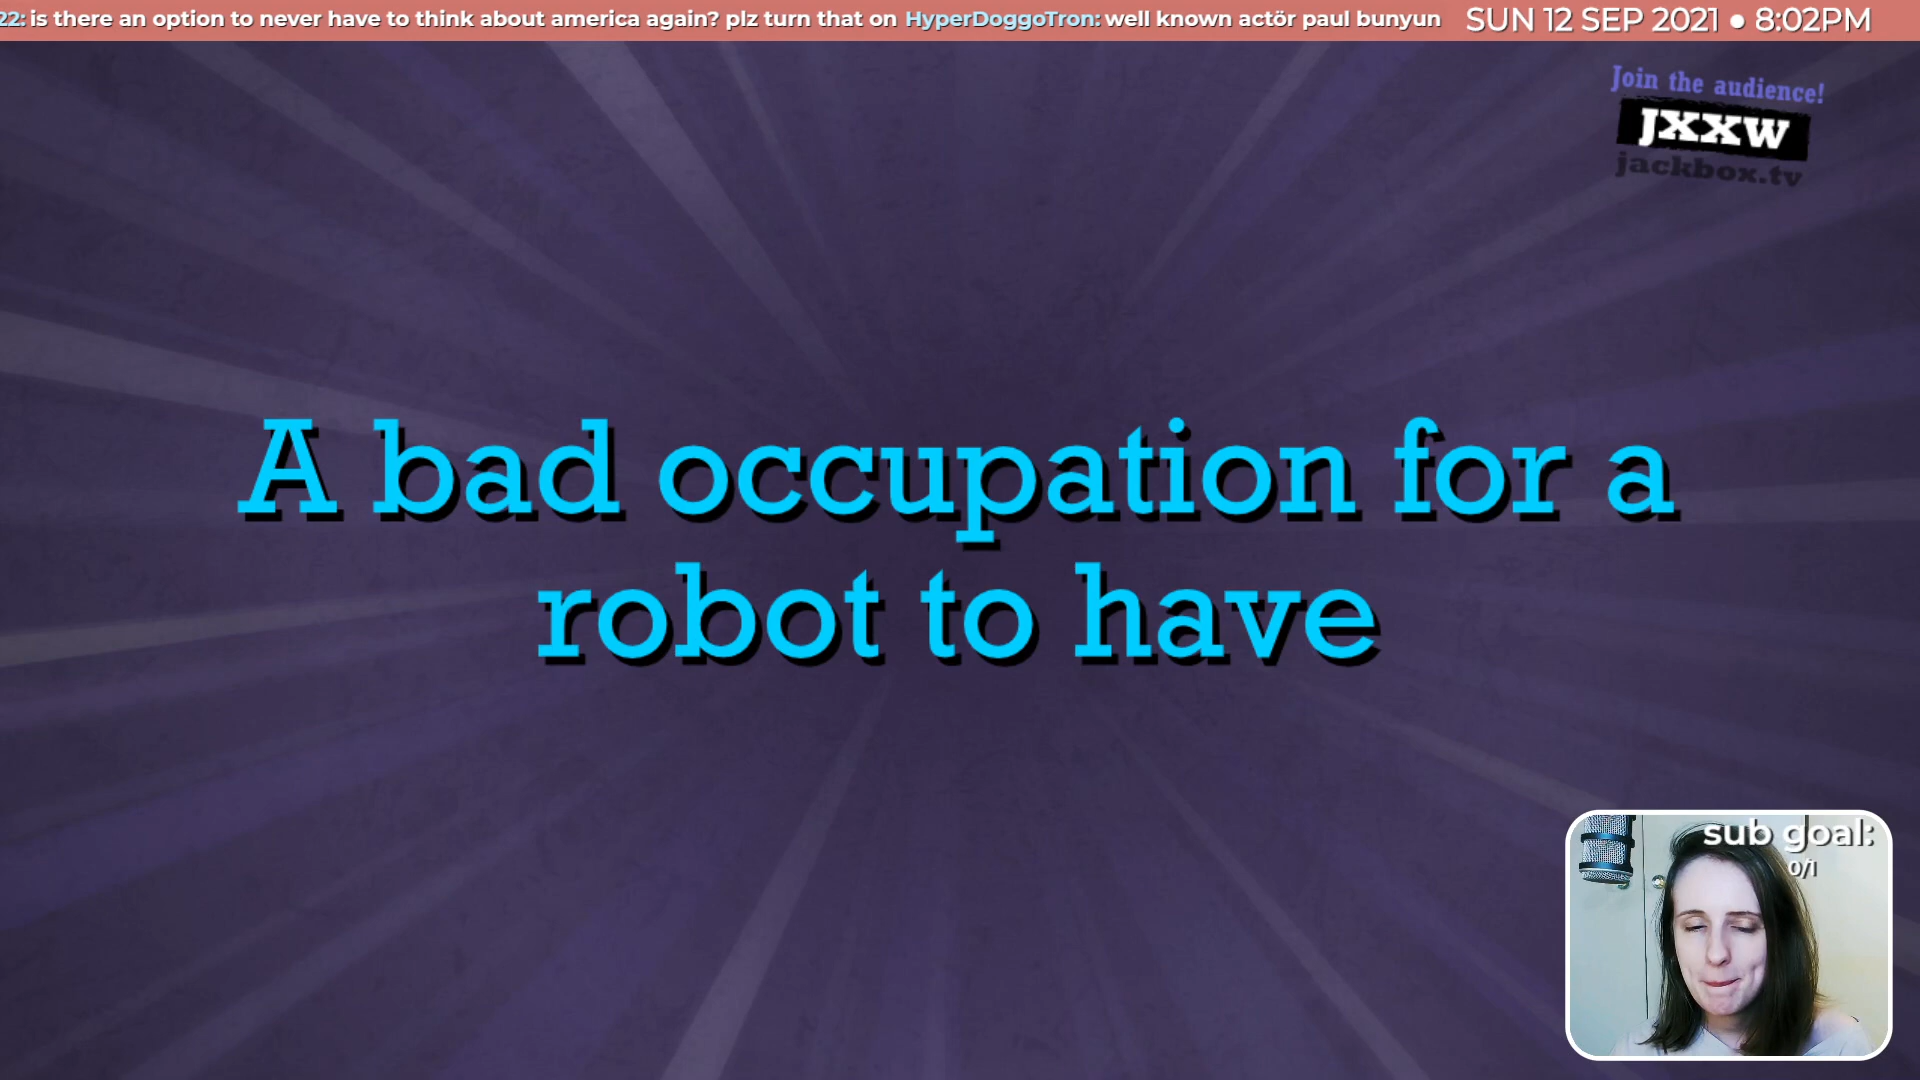 22: is there an option to never have to think about america again? plz turn that on HyperDoggoTron: well known actör paul bunyun SUN 12 SEP 2021 ● 8:02PM
Join the audience!
JXXW
jackbox.tv
A bad occupation for a
robot to have
sub goal:
0/1